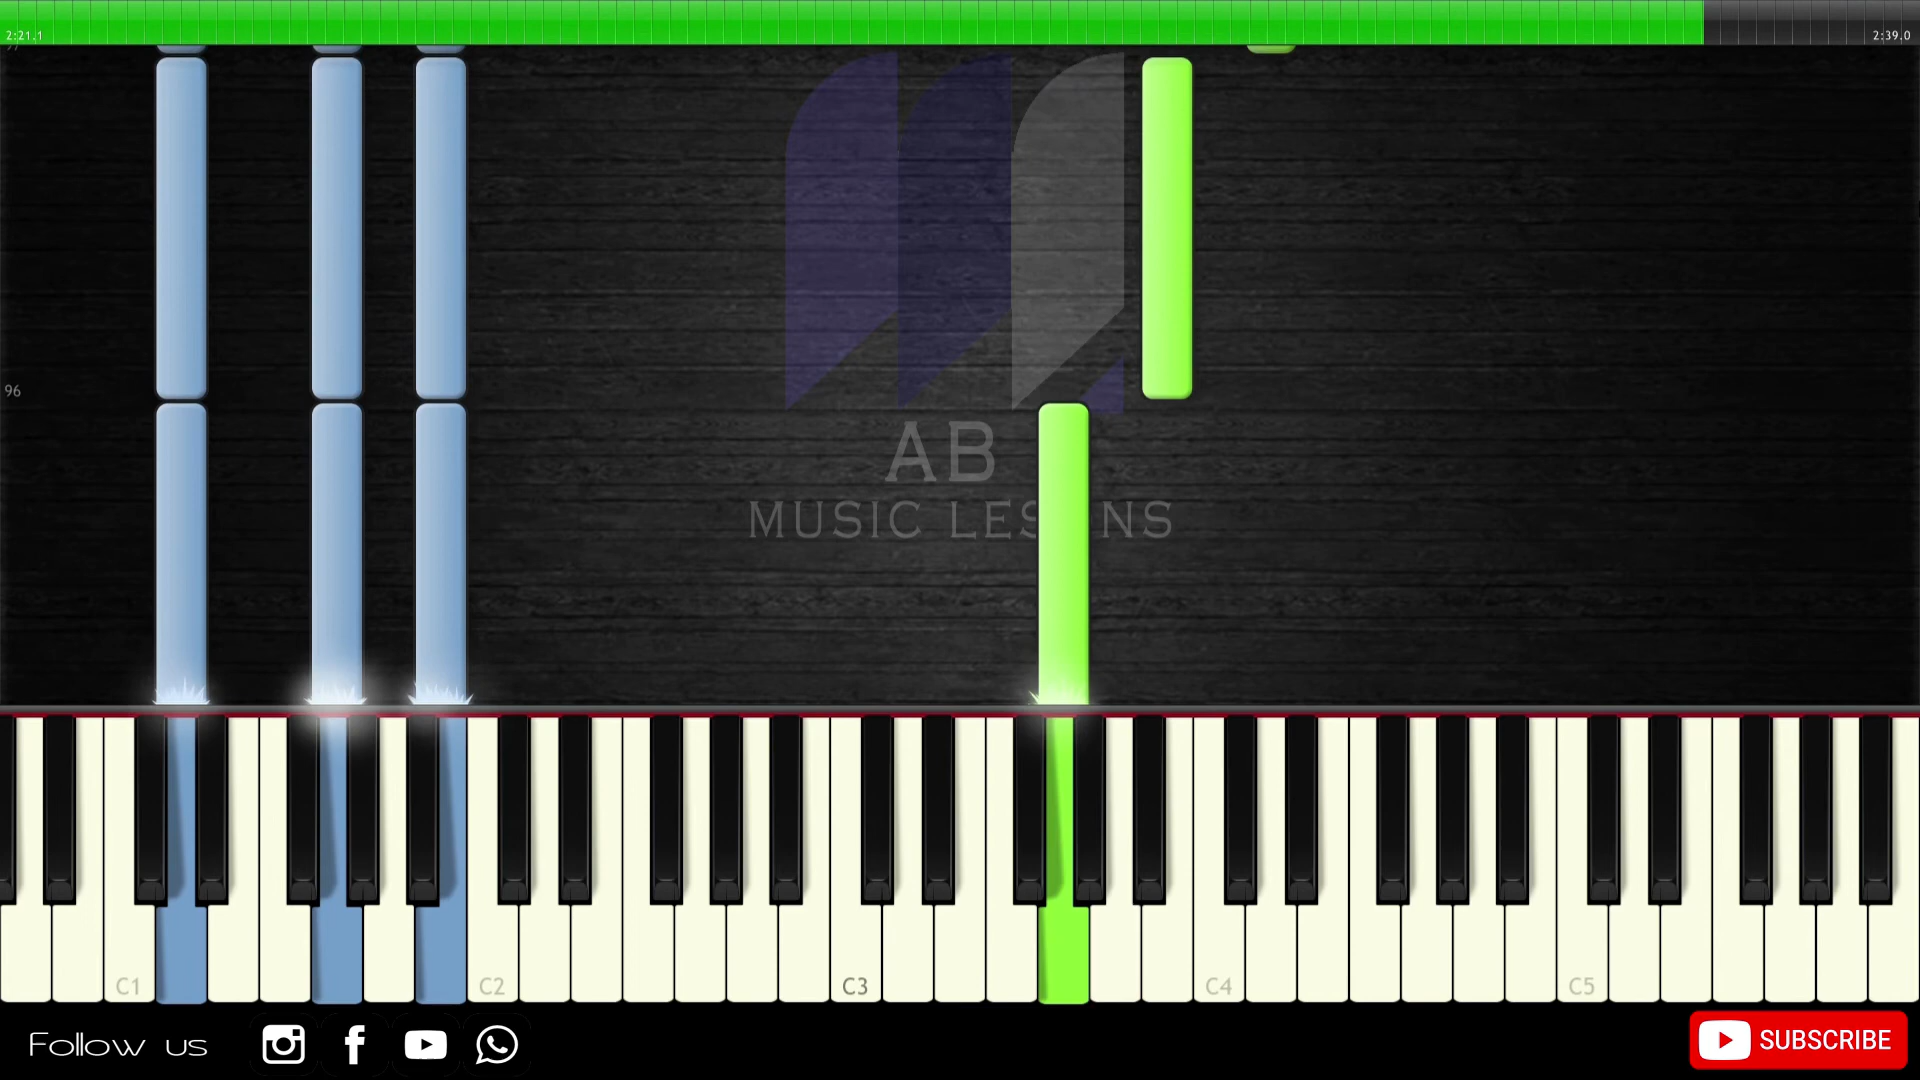 2:21.1
2:39.0
96
AB
MUSIC LES NS
C1
C2
C3
C4
C5
Follow us
SUBSCRIBE